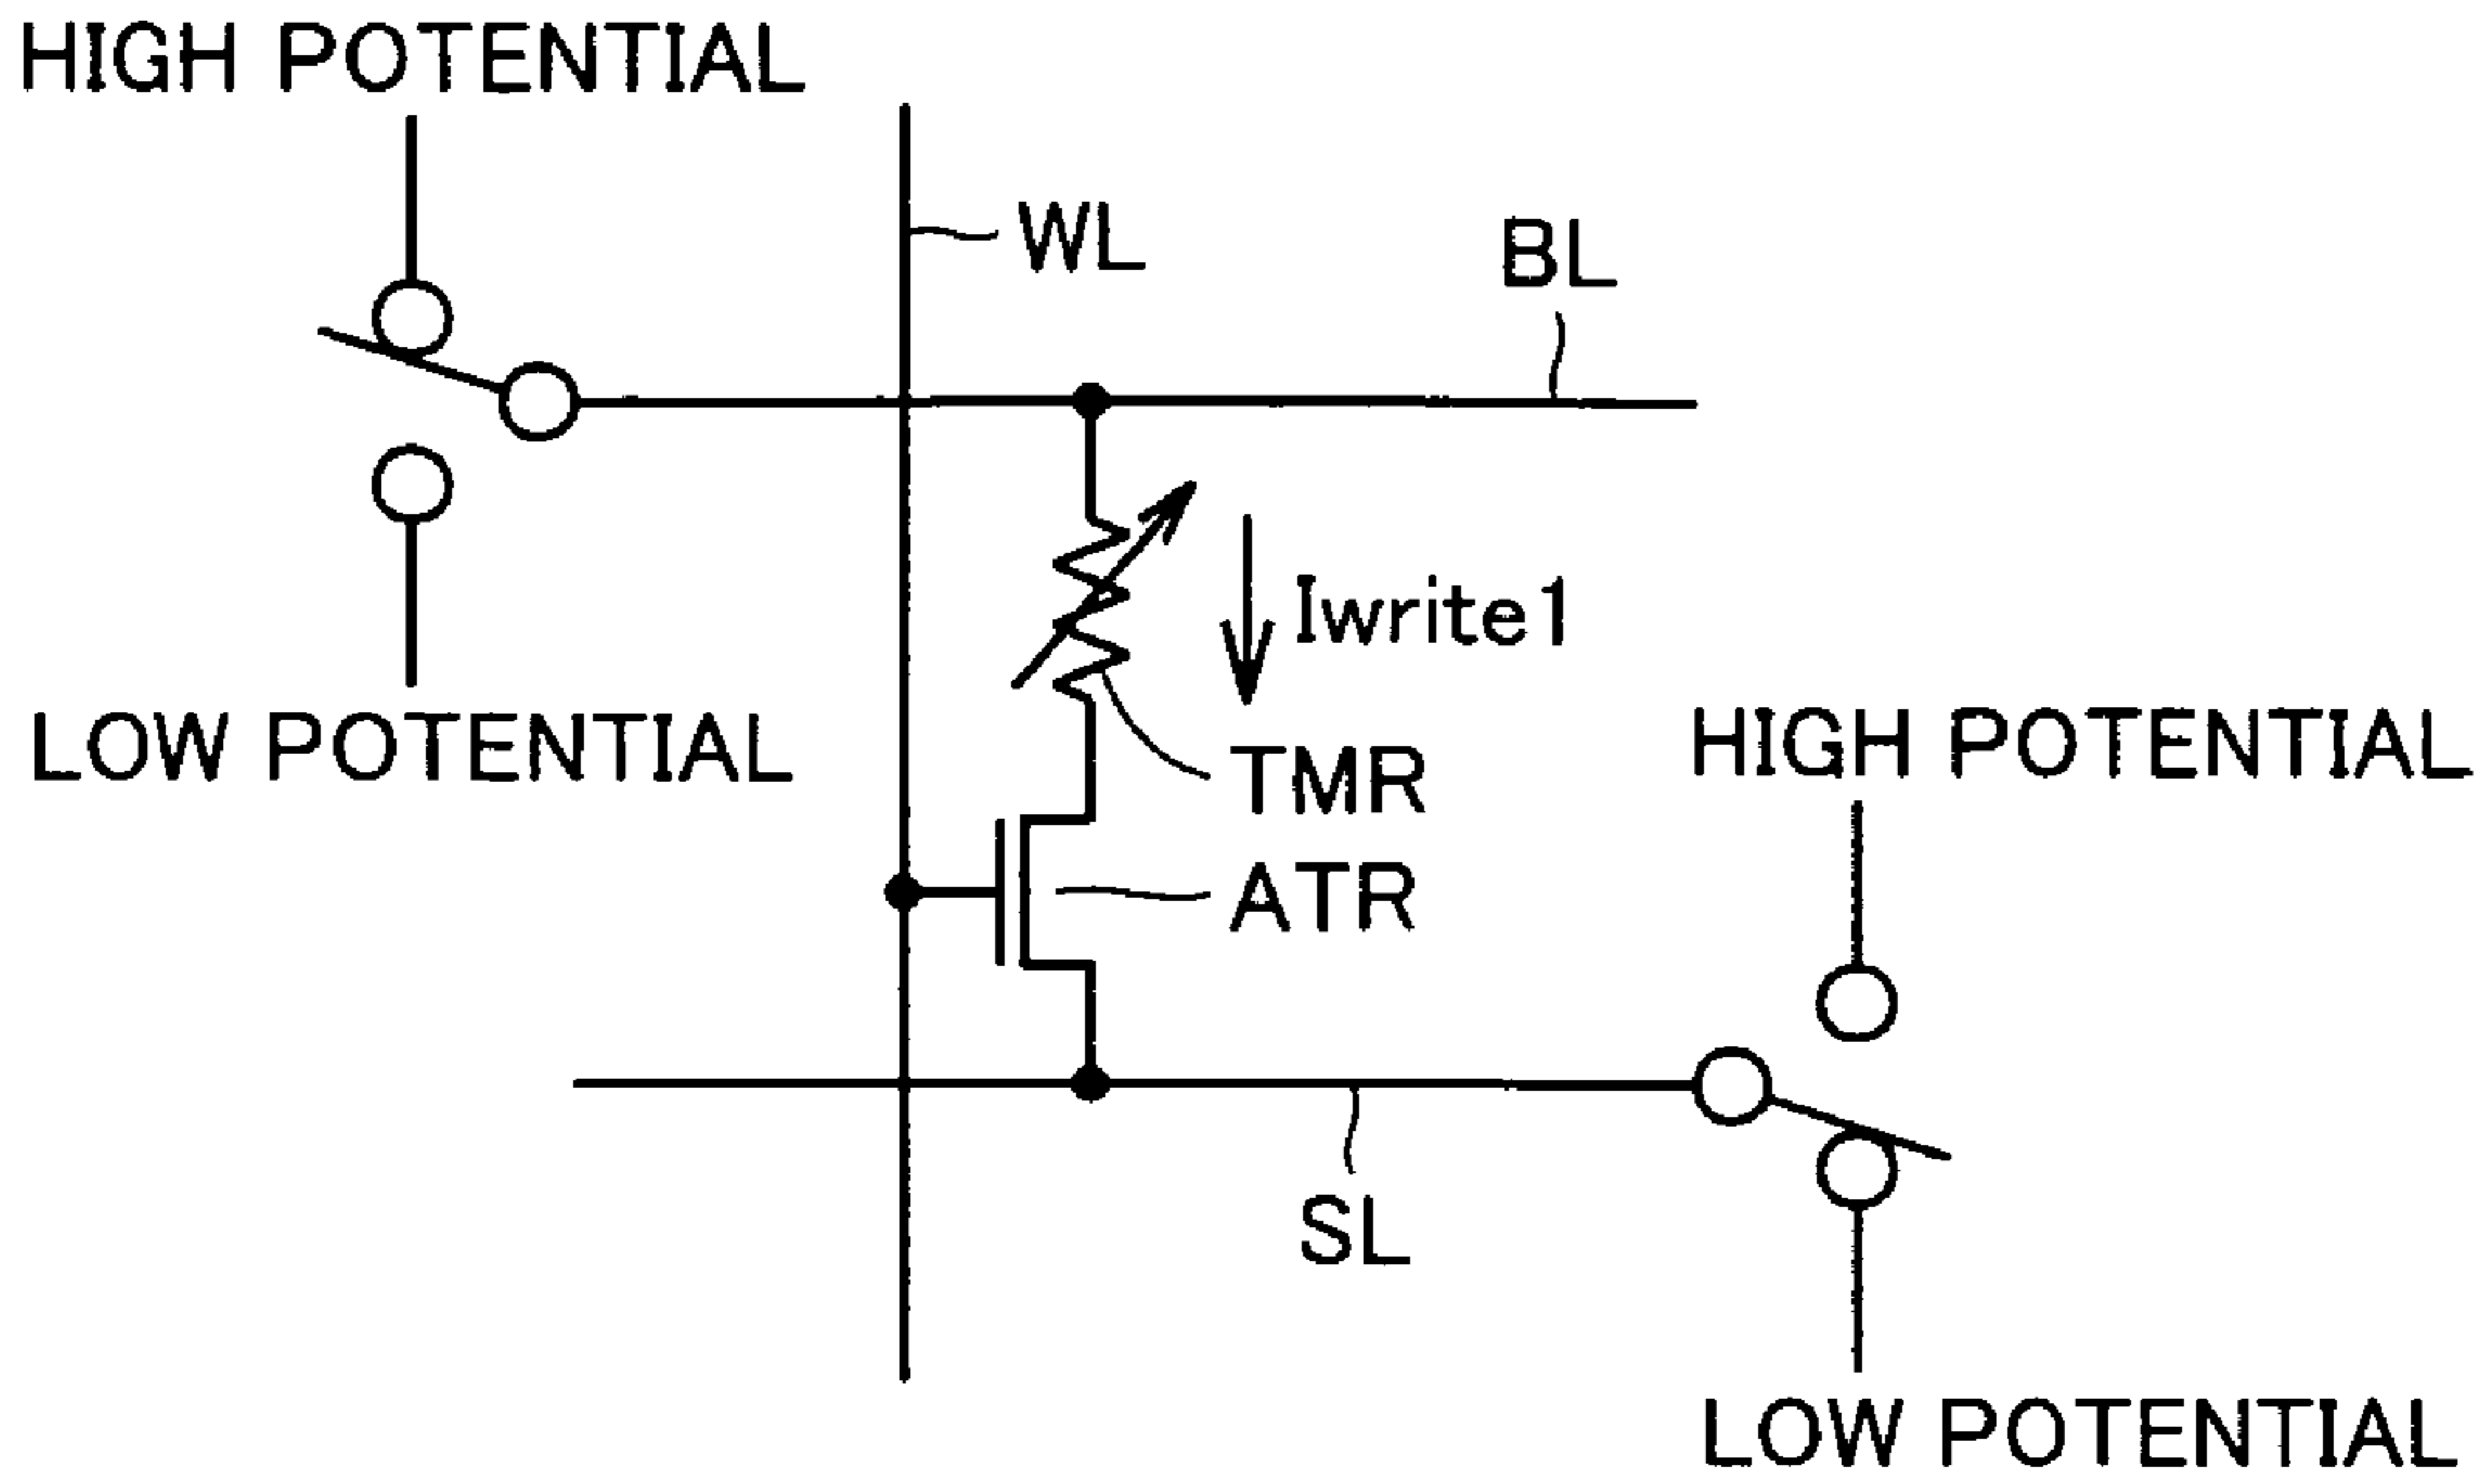 HIGH POTENTIAL
WL
BL
Iwrite1
LOW POTENTIAL
TMR
HIGH POTENTIAL
ATR
SL
LOW POTENTIAL